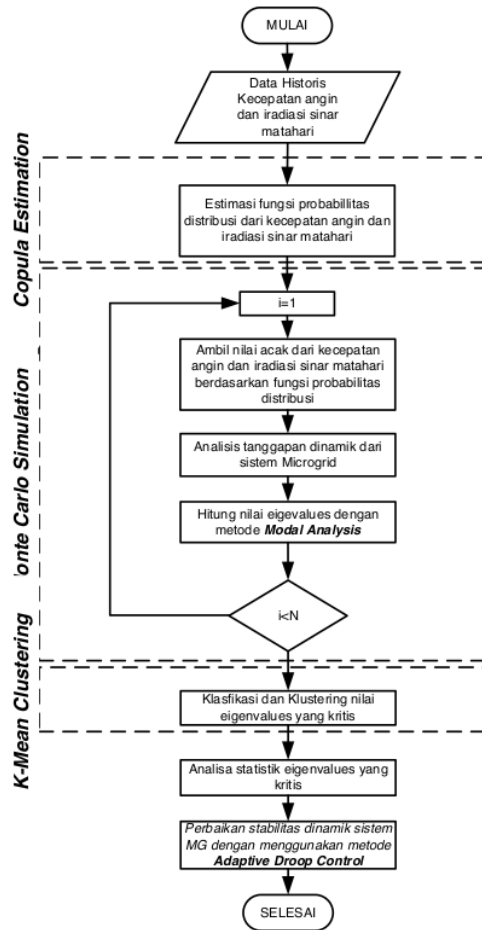 MULAI
Data Historis
Kecepatan angin
dan iradiasi sinar
matahari
Copula Estimation
Estimasi fungsi probabillitas
distribusi dari kecepatan angin dan
iradiasi sinar matahari
onte Carlo Simulation
i=1
Ambil nilai acak dari kecepatan
angin dan iradiasi sinar matahari
berdasarkan fungsi probabilitas
distribusi
Analisis tanggapan dinamik dari
sistem Microgrid
Hitung nilai eigevalues dengan
metode Modal Analysis
i<N
K-Mean Clustering
Klasfikasi dan Klustering nilai
eigenvalues yang kritis
Analisa statistik eigenvalues yang
kritis
Perbaikan stabilitas dinamik sistem
MG dengan menggunakan metode
Adaptive Droop Control
SELESAI